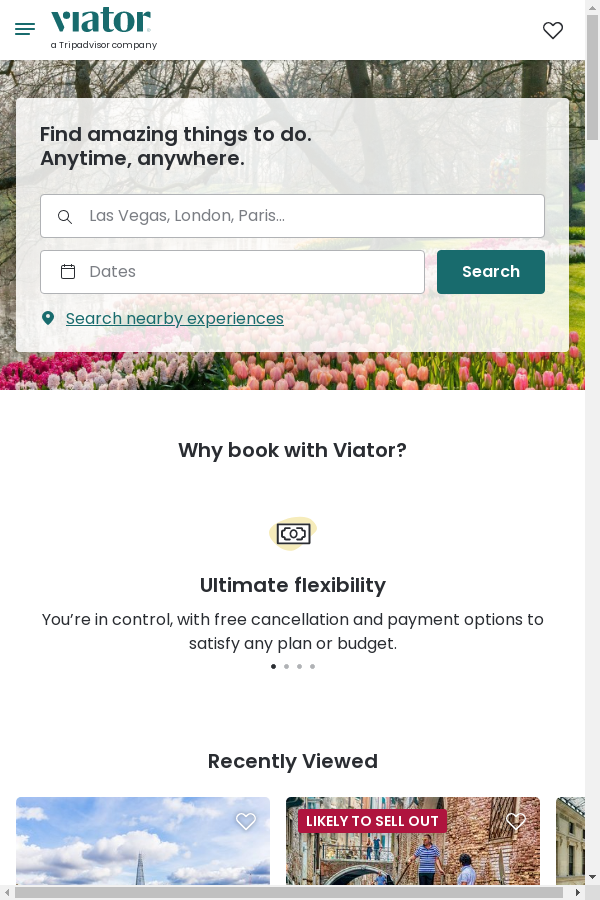 viator
a Tripadvisor company
Find amazing things to do.
Anytime, anywhere.
Las Vegas, London, Paris...
Dates
Search
Search nearby experiences
Why book with Viator?
Ultimate flexibility
You’re in control, with free cancellation and payment options to
satisfy any plan or budget.
Recently Viewed
LIKELY TO SELL OUT